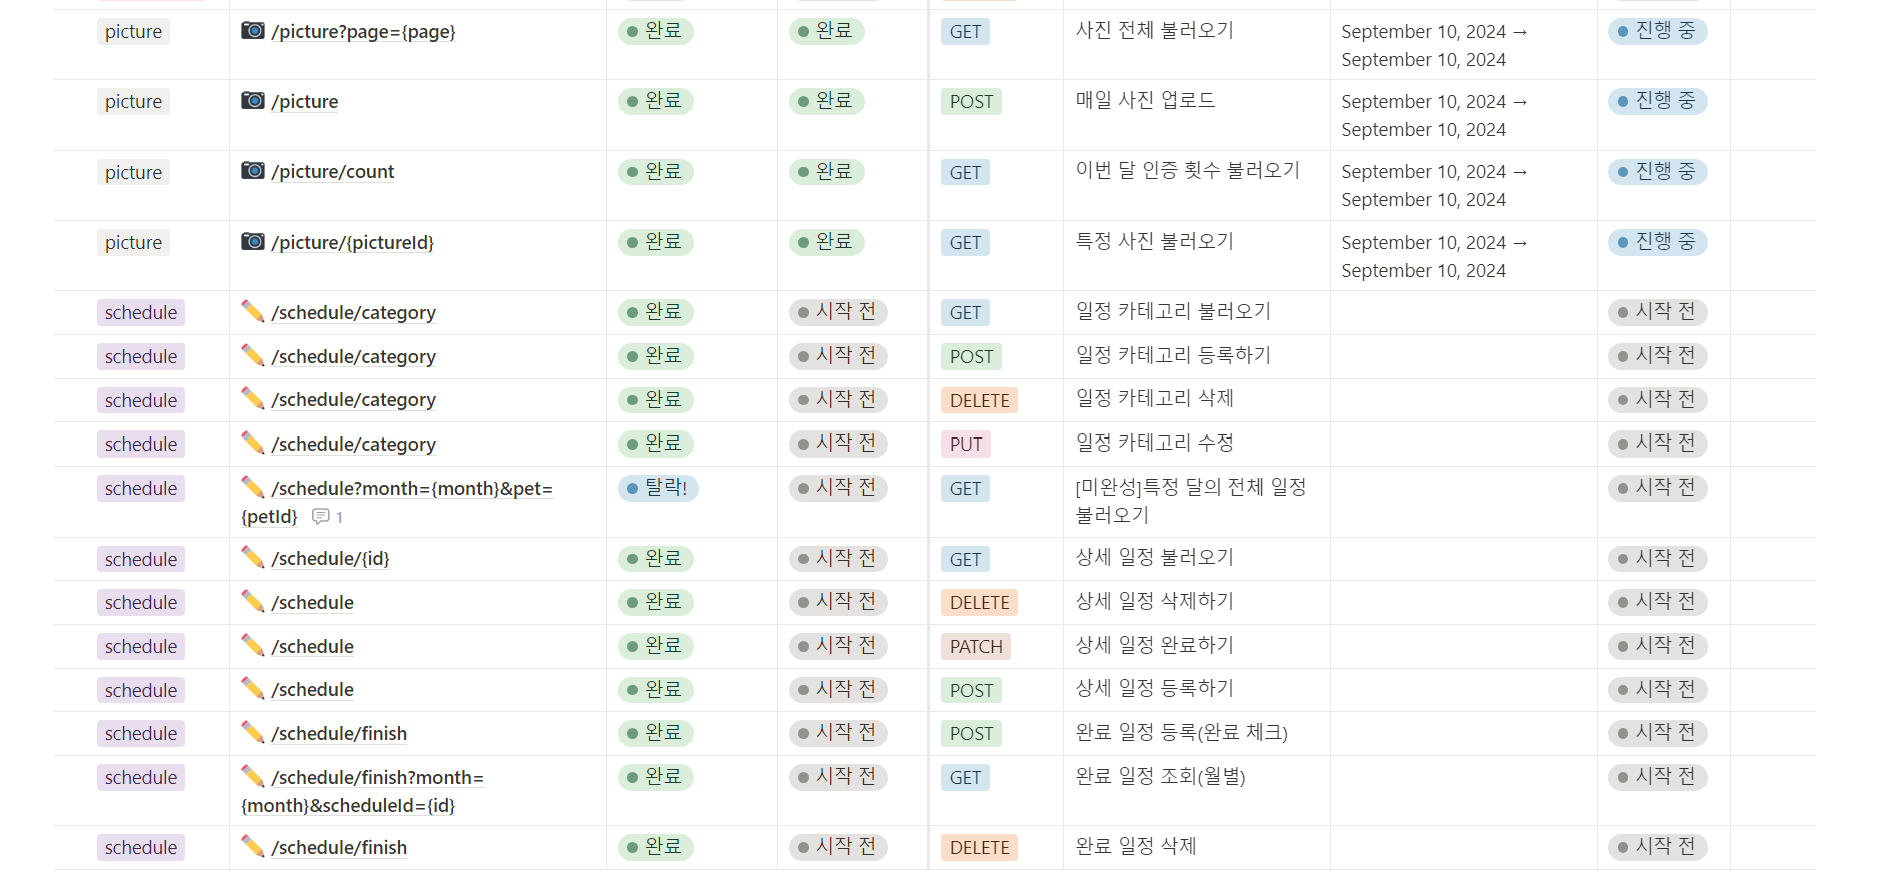 picture /picture?page={page} 완료 완료 GET 사진 전체 불러오기 September 10, 2024 →
September 10, 2024 진행 중
picture /picture 완료 완료 POST 매일 사진 업로드 September 10, 2024 →
September 10, 2024 진행 중
picture /picture/count 완료 완료 GET 이번 달 인증 횟수 불러오기 September 10, 2024 →
September 10, 2024 진행 중
picture /picture/{pictureId} 완료 완료 GET 특정 사진 불러오기 September 10, 2024 →
September 10, 2024 진행 중
schedule /schedule/category 완료 시작 전 GET 일정 카테고리 불러오기 시작 전
schedule /schedule/category 완료 시작 전 POST 일정 카테고리 등록하기 시작 전
schedule /schedule/category 완료 시작 전 DELETE 일정 카테고리 삭제 시작 전
schedule /schedule/category 완료 시작 전 PUT 일정 카테고리 수정 시작 전
schedule /schedule?month={month}&pet=
{petId} 1 탈락! 시작 전 GET [미완성]특정 달의 전체 일정
불러오기 시작 전
schedule /schedule/{id} 완료 시작 전 GET 상세 일정 불러오기 시작 전
schedule /schedule 완료 시작 전 DELETE 상세 일정 삭제하기 시작 전
schedule /schedule 완료 시작 전 PATCH 상세 일정 완료하기 시작 전
schedule /schedule 완료 시작 전 POST 상세 일정 등록하기 시작 전
schedule /schedule/finish 완료 시작 전 POST 완료 일정 등록(완료 체크) 시작 전
schedule /schedule/finish?month=
{month}&scheduleId={id} 완료 시작 전 GET 완료 일정 조회(월별) 시작 전
schedule /schedule/finish 완료 시작 전 DELETE 완료 일정 삭제 시작 전